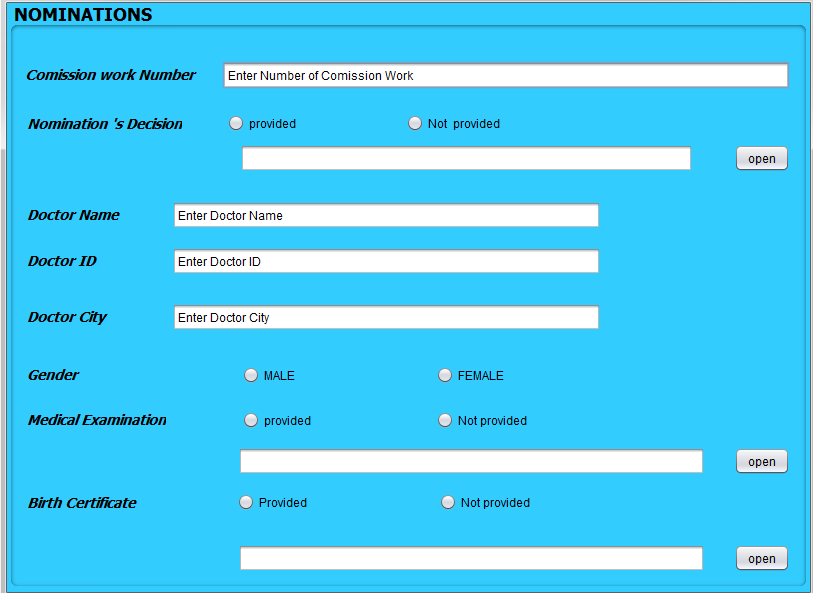 NOMINATIONS
Comission work Number Enter Number of Comission Work
Nomination 's Decision provided Not provided
open
Doctor Name Enter Doctor Name
Doctor ID Enter Doctor ID
Doctor City Enter Doctor City
Gender MALE FEMALE
Medical Examination provided Not provided
open
Birth Certificate Provided Not provided
open